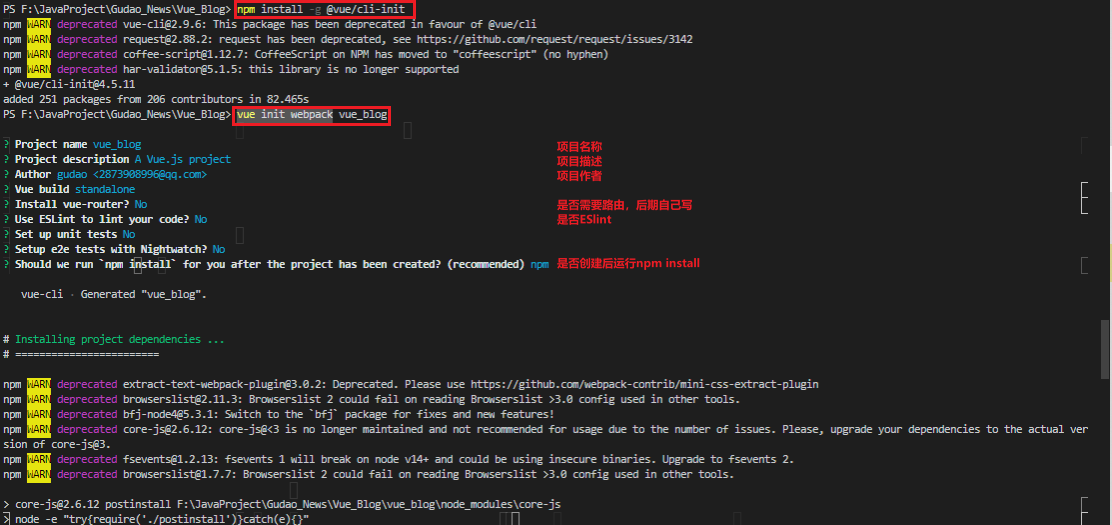 PS F:\JavaProject\Gudao_News\Vue_Blog> npm install -g @vue/cli-init
npm WARN deprecated vue-cli@2.9.6: This package has been deprecated in favour of @vue/cli
npm WARN deprecated request@2.88.2: request has been deprecated, see https://github.com/request/request/issues/3142
npm WARN deprecated coffee-script@1.12.7: CoffeeScript on NPM has moved to "coffeescript" (no hyphen)
npm WARN deprecated har-validator@5.1.5: this library is no longer supported
+ @vue/cli-init@4.5.11
added 251 packages from 206 contributors in 82.465s
PS F:\JavaProject\Gudao_News\Vue_Blog> vue init webpack vue_blog
? Project name vue_blog 项目名称
? Project description A Vue.js project 项目描述
? Author gudao <2873908996@qq.com> 项目作者
? Vue build standalone
? Install vue-router? No 是否需要路由，后期自己写
? Use ESLint to lint your code? No 是否ESlint
? Set up unit tests No
? Setup e2e tests with Nightwatch? No
? Should we run `npm install` for you after the project has been created? (recommended) npm 是否创建后运行npm install
vue-cli · Generated "vue_blog".
# Installing project dependencies ...
# ========================
npm WARN deprecated extract-text-webpack-plugin@3.0.2: Deprecated. Please use https://github.com/webpack-contrib/mini-css-extract-plugin
npm WARN deprecated browserslist@2.11.3: Browserslist 2 could fail on reading Browserslist >3.0 config used in other tools.
npm WARN deprecated bfj-node4@5.3.1: Switch to the `bfj` package for fixes and new features!
npm WARN deprecated core-js@2.6.12: core-js@<3 is no longer maintained and not recommended for usage due to the number of issues. Please, upgrade your dependencies to the actual ver
sion of core-js@3.
npm WARN deprecated fsevents@1.2.13: fsevents 1 will break on node v14+ and could be using insecure binaries. Upgrade to fsevents 2.
npm WARN deprecated browserslist@1.7.7: Browserslist 2 could fail on reading Browserslist >3.0 config used in other tools.
> core-js@2.6.12 postinstall F:\JavaProject\Gudao_News\Vue_Blog\vue_blog\node_modules\core-js
> node -e "try{require('./postinstall')}catch(e){}"